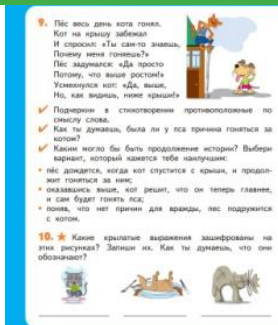 9. Пёс весь день кота гонял.
Кот на крышу забежал
И спросил: «Ты сам-то знаешь,
Почему меня гоняешь?»
Пёс задумался: «Да просто
Потому, что выше ростом!»
Усмехнулся кот: «Да, выше,
Но, как видишь, ниже крыши!»
Подчеркни в стихотворении противоположные по
смыслу слова.
Как ты думаешь, была ли у пса причина гоняться за
котом?
Каким могло бы быть продолжение истории? Выбери
вариант, который кажется тебе наилучшим:
• пёс дождется, когда кот спустится с крыши, и продол-
жит гоняться за ним;
• оказавшись выше, кот решит, что он теперь главнее,
и сам будет гонять пса;
• поняв, что нет причин для вражды, пес подружится
с котом.
10. Какие крылатые выражения зашифрованы на
этих рисунках? Запиши их. Как ты думаешь, что они
обозначают?